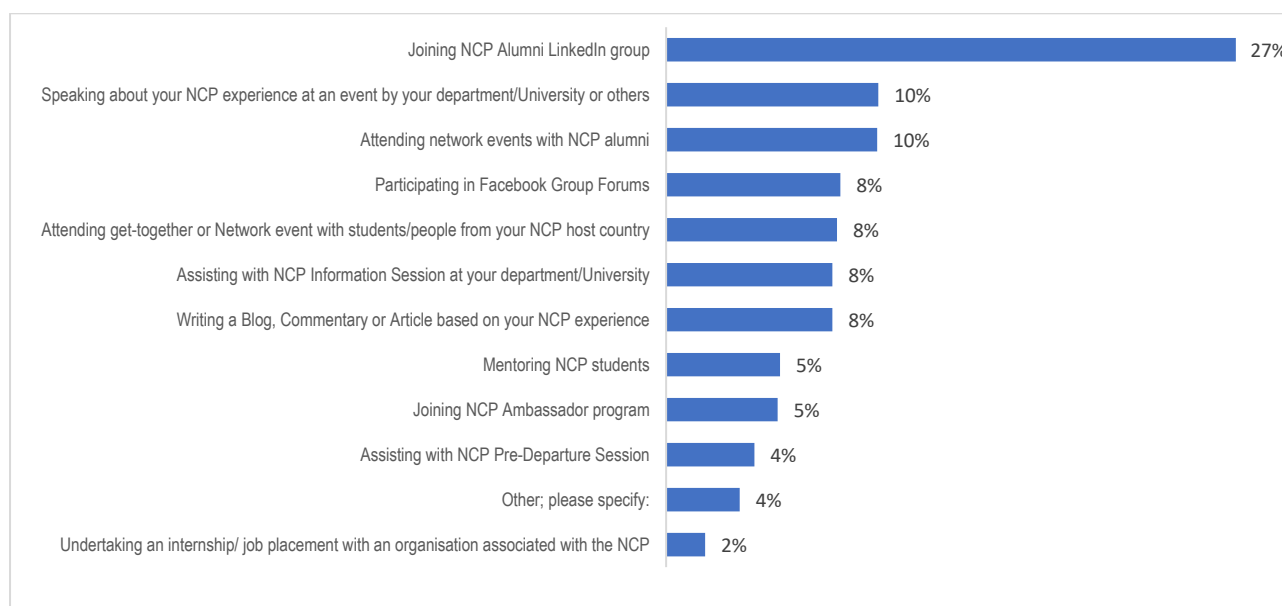 Joining NCP Alumni LinkedIn group 27%
Speaking about your NCP experience at an event by your department/University or others 10%
Attending network events with NCP alumni 10%
Participating in Facebook Group Forums 8%
Attending get-together or Network event with students/people from your NCP host country 8%
Assisting with NCP Information Session at your department/University 8%
Writing a Blog, Commentary or Article based on your NCP experience 8%
Mentoring NCP students 5%
Joining NCP Ambassador program 5%
Assisting with NCP Pre-Departure Session 4%
Other; please specify: 4%
Undertaking an internship/ job placement with an organisation associated with the NCP 2%